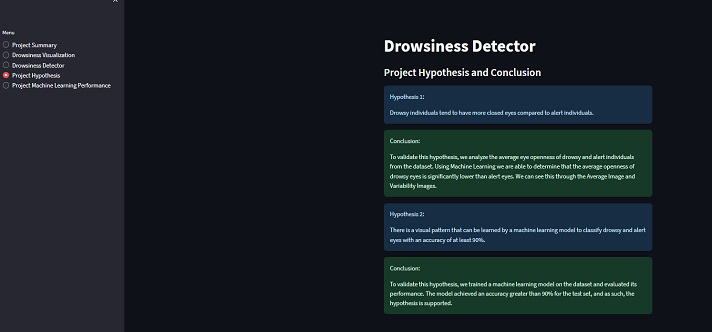 Menu
Project Summary
Drowsiness Visualization
Drowsiness Detector
Project Hypothesis
Project Machine Learning Performance
Drowsiness Detector
Project Hypothesis and Conclusion
Hypothesis 1:
Drowsy individuals tend to have more closed eyes compared to alert individuals.
Conclusion:
To validate this hypothesis, we analyze the average eye openness of drowsy and alert individuals
from the dataset. Using Machine Learning we are able to determine that the average openness of
drowsy eyes is significantly lower than alert eyes. We can see this through the Average Image and
Variability Images.
Hypothesis 2:
There is a visual pattern that can be learned by a machine learning model to classify drowsy and alert
eyes with an accuracy of at least 90%.
Conclusion:
To validate this hypothesis, we trained a machine learning model on the dataset and evaluated its
performance. The model achieved an accuracy greater than 90% for the test set, and as such, the
hypothesis is supported.